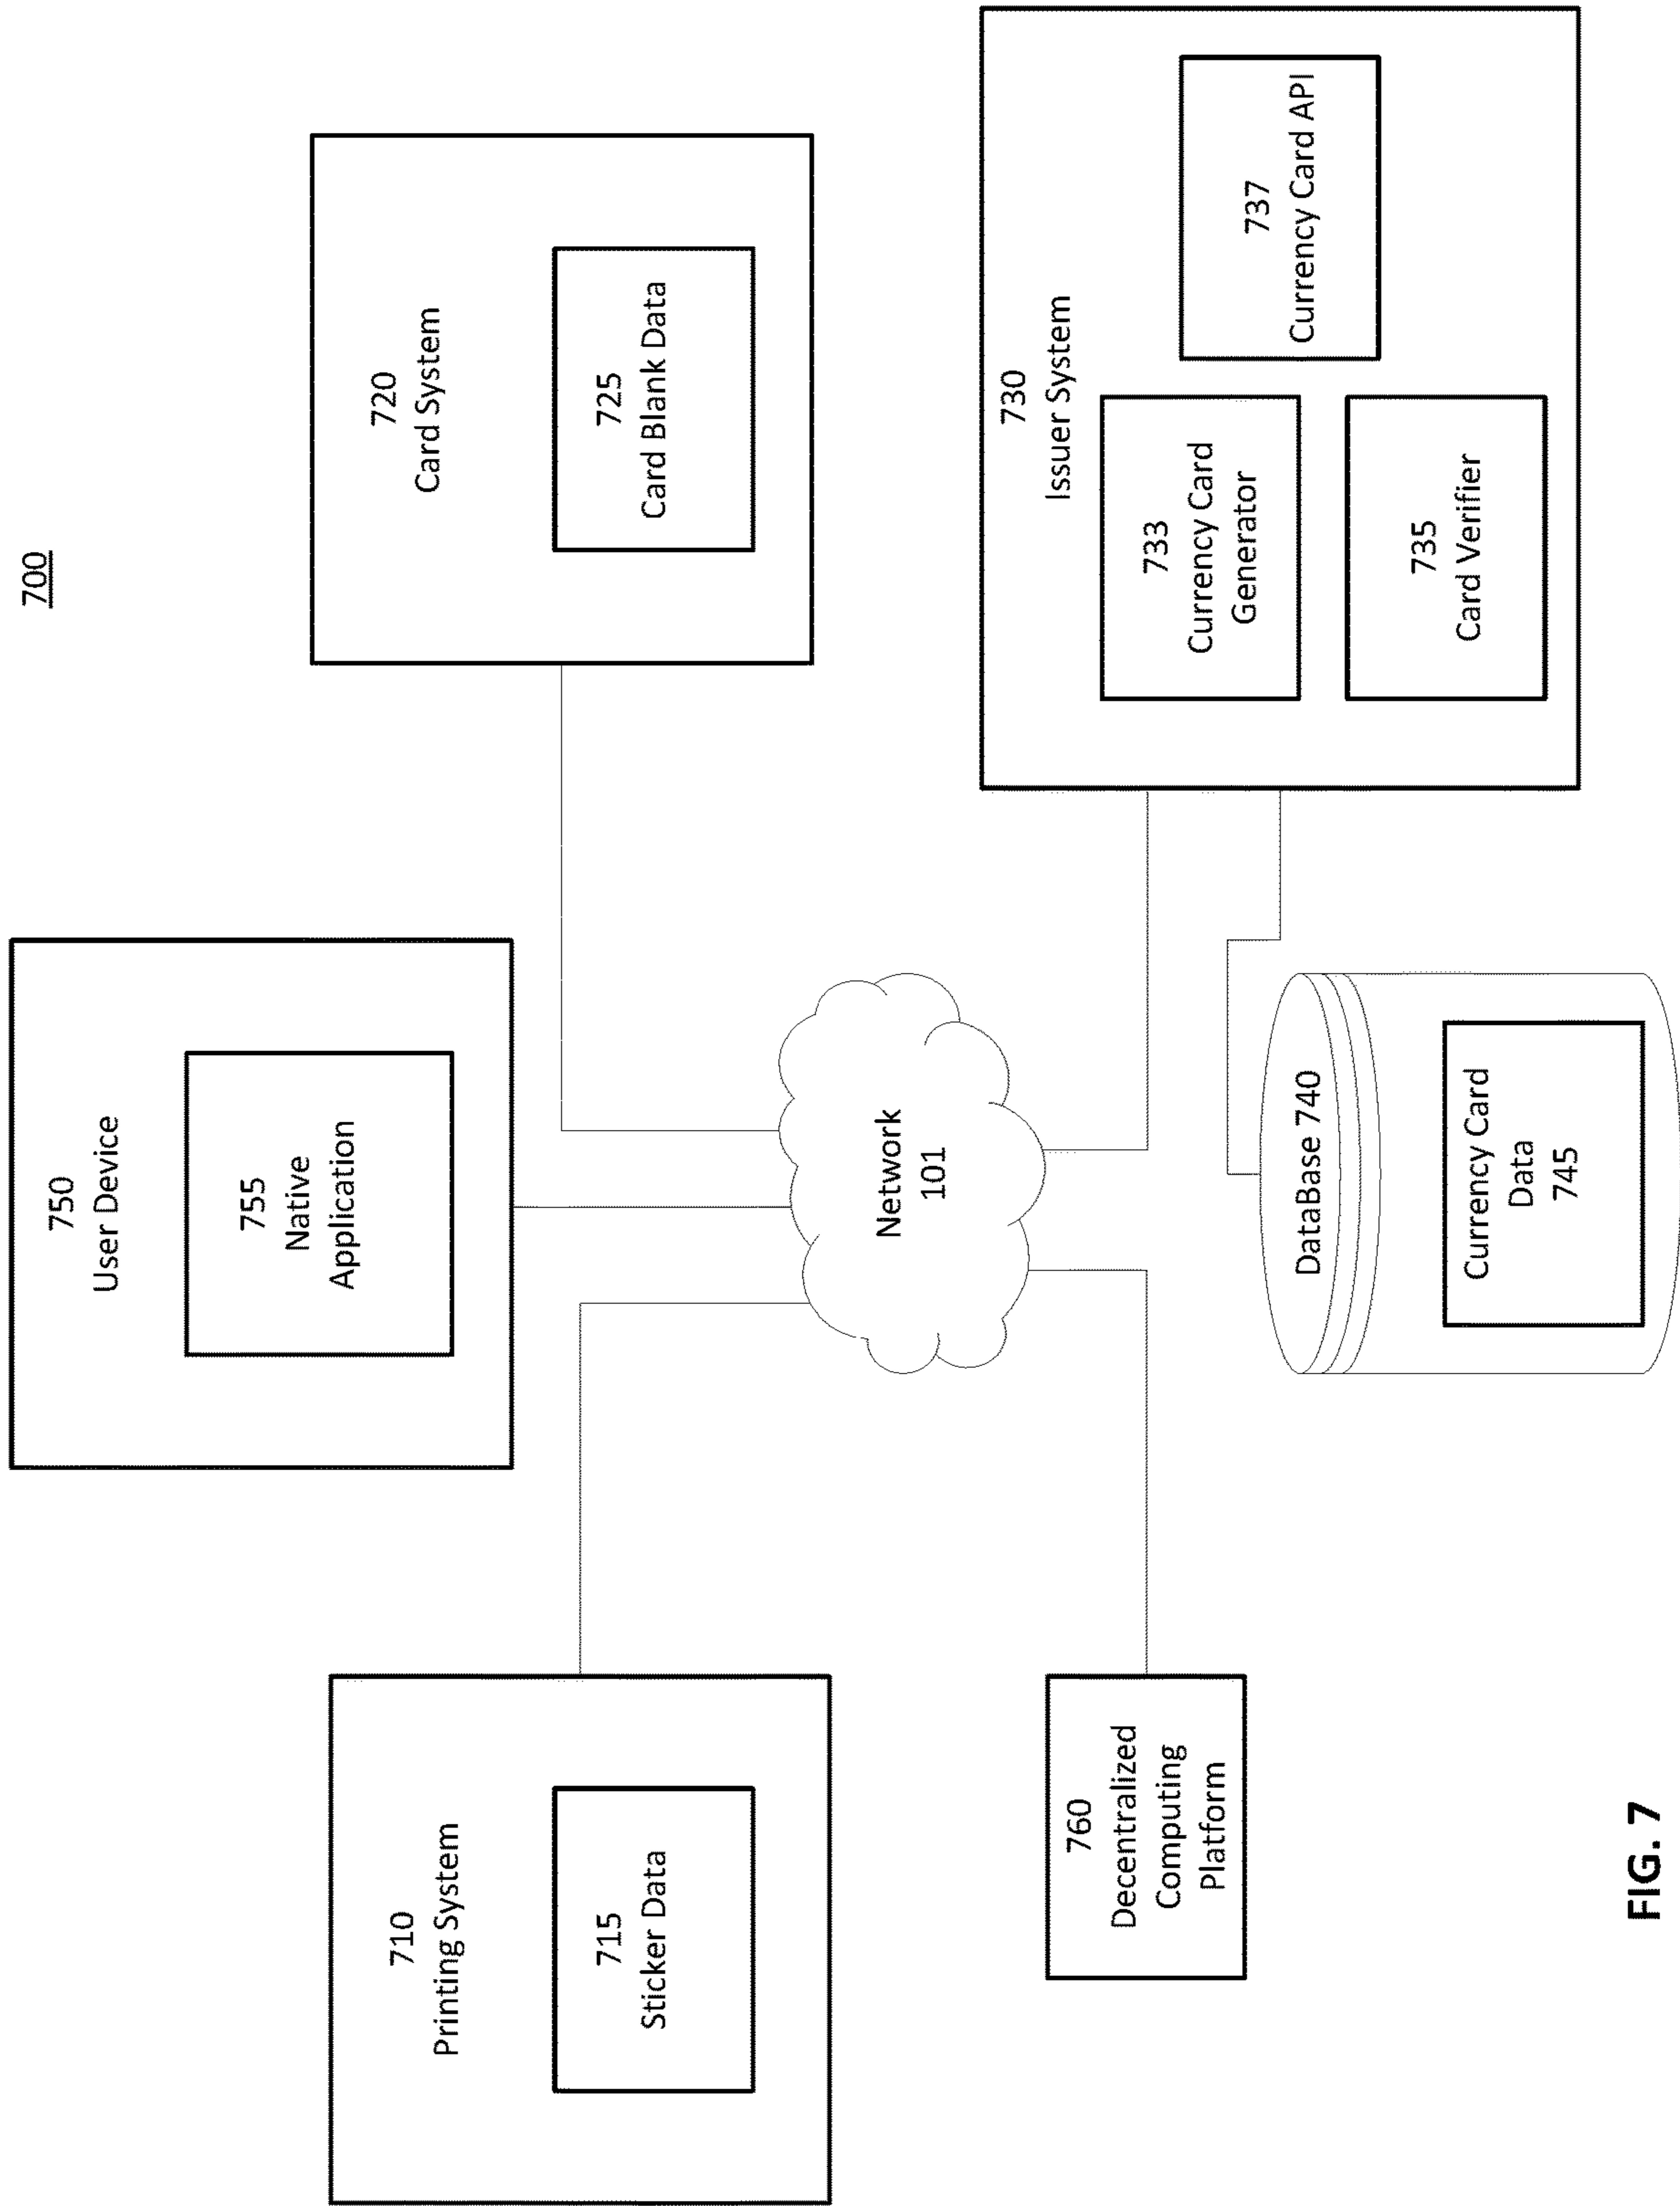 700
750
User Device
755
Native
Application
710
Printing System
715
Sticker Data
720
Card System
725
Card Blank Data
Network
101
760
Decentralized
Computing
Platform
DataBase 740
Currency Card
Data
745
730
Issuer System
733
Currency Card
Generator
735
Card Verifier
737
Currency Card API
FIG. 7